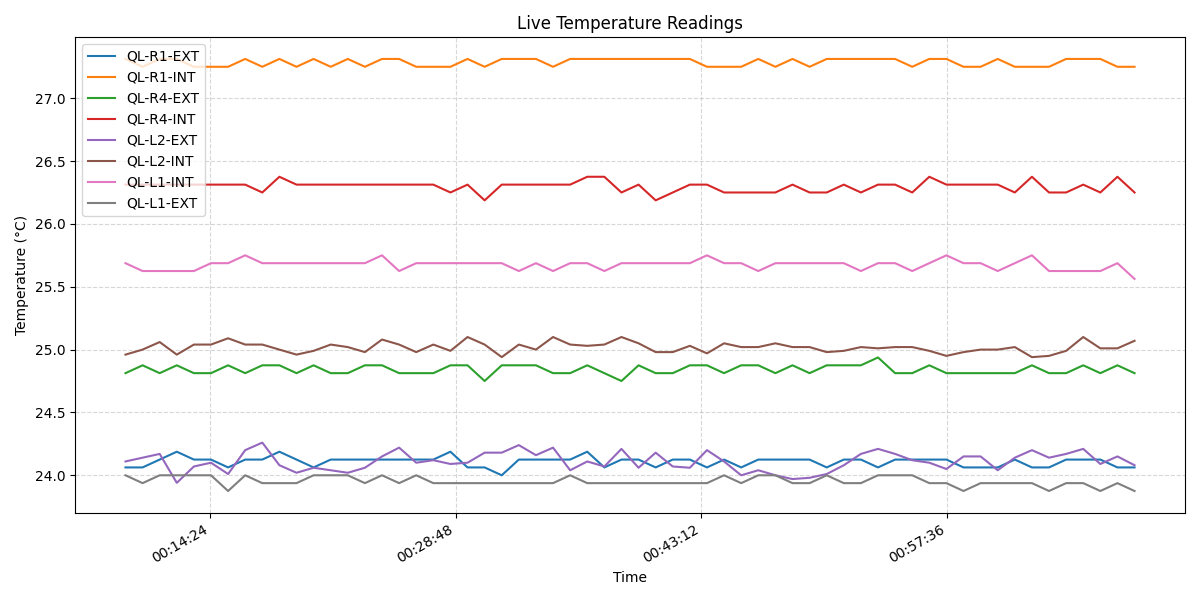 Live Temperature Readings
QL-R1-EXT
QL-R1-INT
QL-R4-EXT
QL-R4-INT
QL-L2-EXT
QL-L2-INT
QL-L1-INT
QL-L1-EXT
27.0
26.5
26.0
25.5
25.0
24.5
24.0
Temperature (°C)
00:14:24
00:28:48
00:43:12
00:57:36
Time